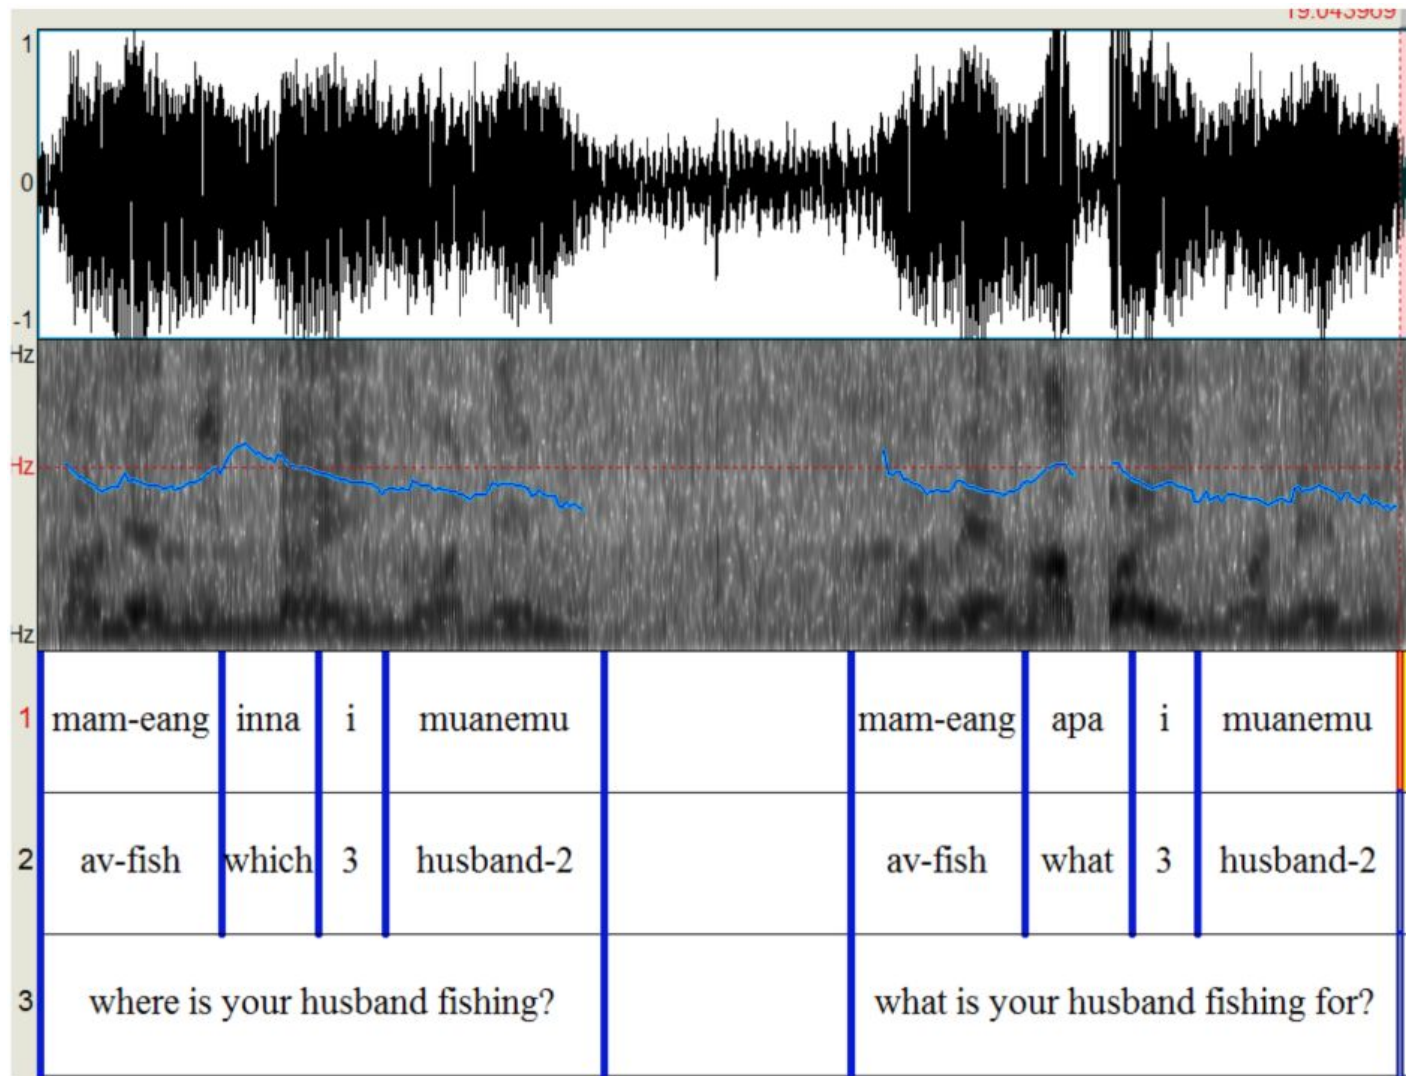 19.043969
1
0
-1
Hz
Hz
Hz
1 mam-eang inna i muanemu mam-eang apa i muanemu
2 av-fish which 3 husband-2 av-fish what 3 husband-2
3 where is your husband fishing? what is your husband fishing for?